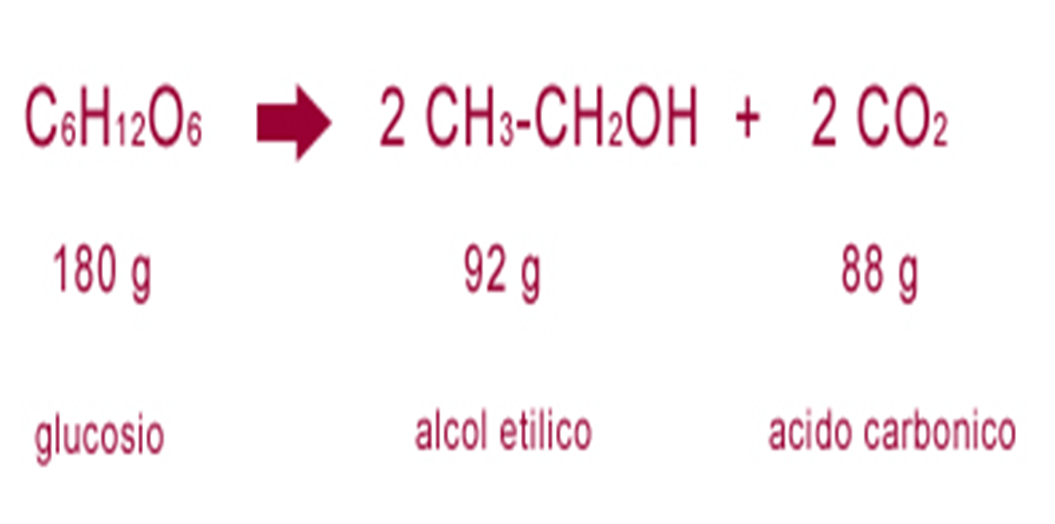 C₆H₁₂O₆ ➡ 2 CH₃-CH₂OH + 2 CO₂
180 g 92 g 88 g
glucosio alcol etilico acido carbonico